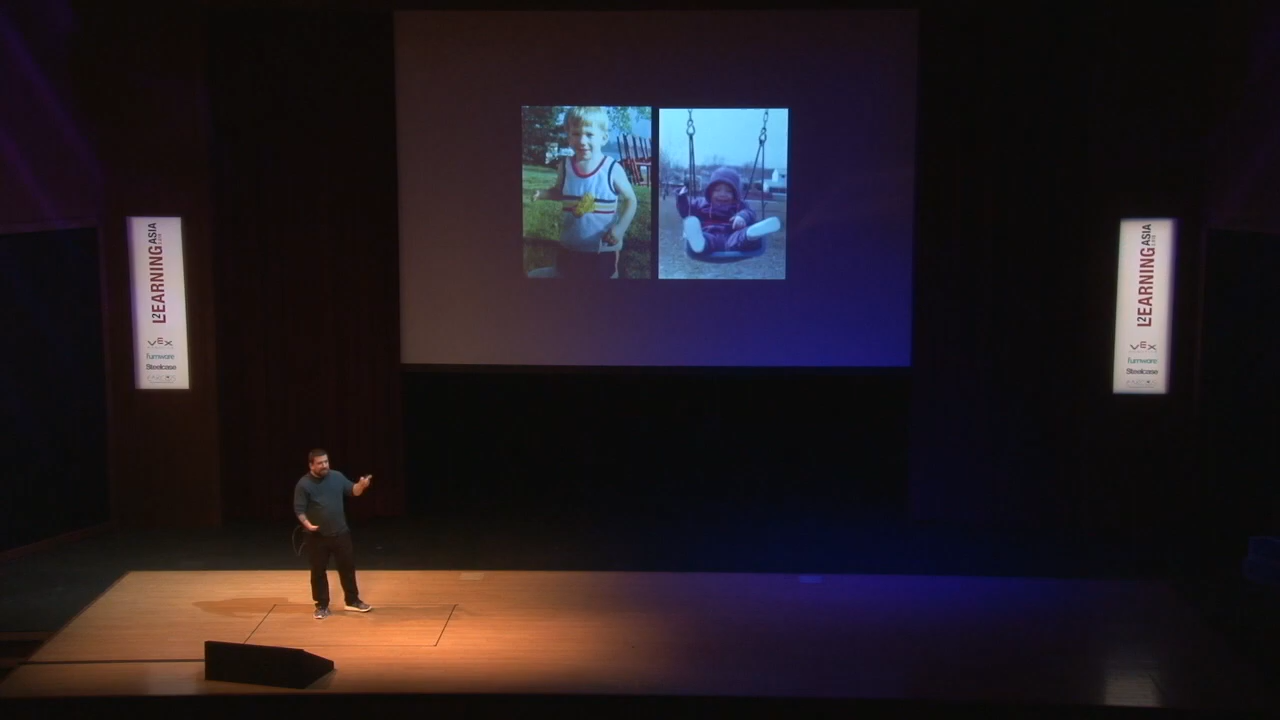 L2EARNING ASIA
VEX
Furnware
Steelcase
L2EARNING ASIA
VEX
Furnware
Steelcase